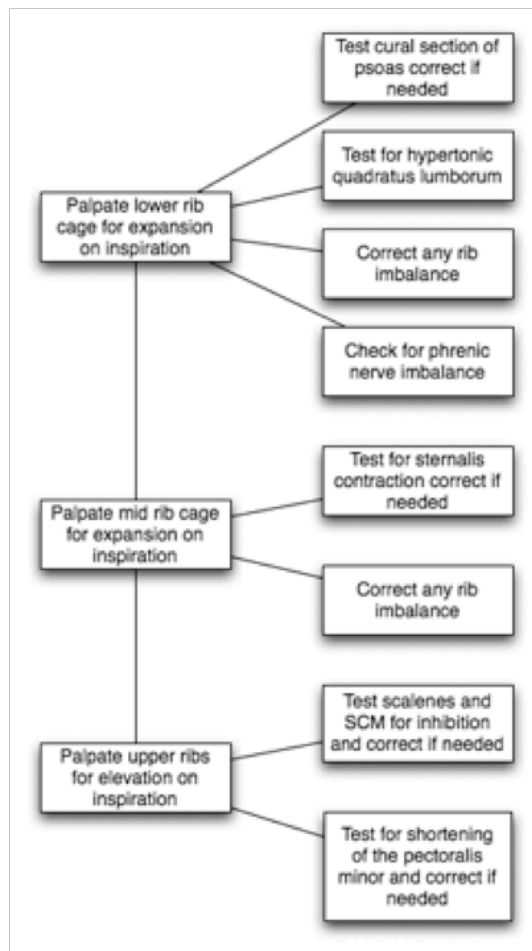 Test cural section of
psoas correct if
needed
Test for hypertonic
quadratus lumborum
Palpate lower rib
cage for expansion
on inspiration
Correct any rib
imbalance
Check for phrenic
nerve imbalance
Test for sternalis
contraction correct if
needed
Palpate mid rib cage
for expansion on
inspiration
Correct any rib
imbalance
Test scalenes and
SCM for inhibition
and correct if needed
Palpate upper ribs
for elevation on
inspiration
Test for shortening
of the pectoralis
minor and correct if
needed